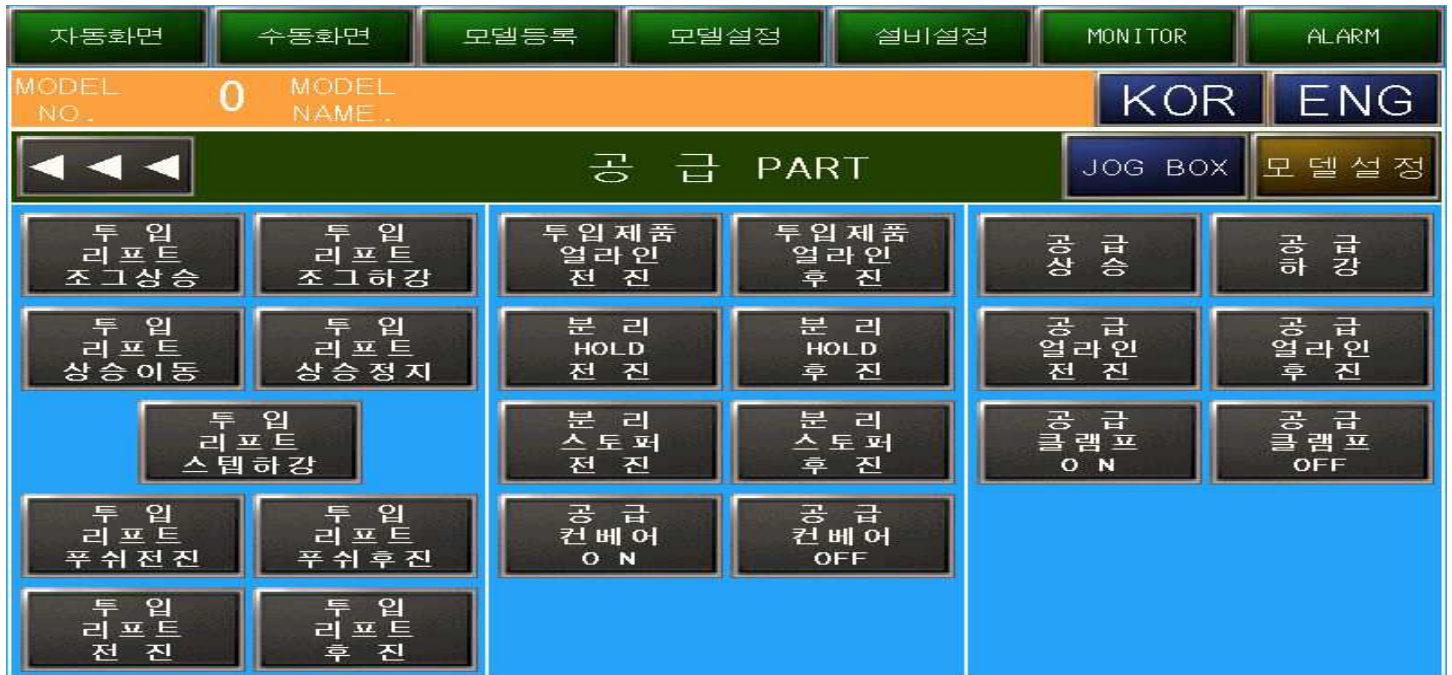 자동화면
수동화면
모델등록
모델설정
설비설정
MONITOR
ALARM
MODEL
NO.
0
MODEL
NAME.
KOR
ENG
공 급 PART
JOG BOX
모델설정
투 입
리프트
조그상승
투 입
리프트
조그하강
투입제품
얼라인
전 진
투입제품
얼라인
후 진
공 급
상 승
공 급
하 강
투 입
리프트
상승이동
투 입
리프트
상승정지
분 리
HOLD
전 진
분 리
HOLD
후 진
공 급
얼라인
전 진
공 급
얼라인
후 진
투 입
리프트
스텝하강
분 리
스토퍼
전 진
분 리
스토퍼
후 진
공 급
클램프
O N
공 급
클램프
OFF
투 입
리프트
푸쉬전진
투 입
리프트
푸쉬후진
공 급
컨베어
O N
공 급
컨베어
OFF
투 입
리프트
전 진
투 입
리프트
후 진